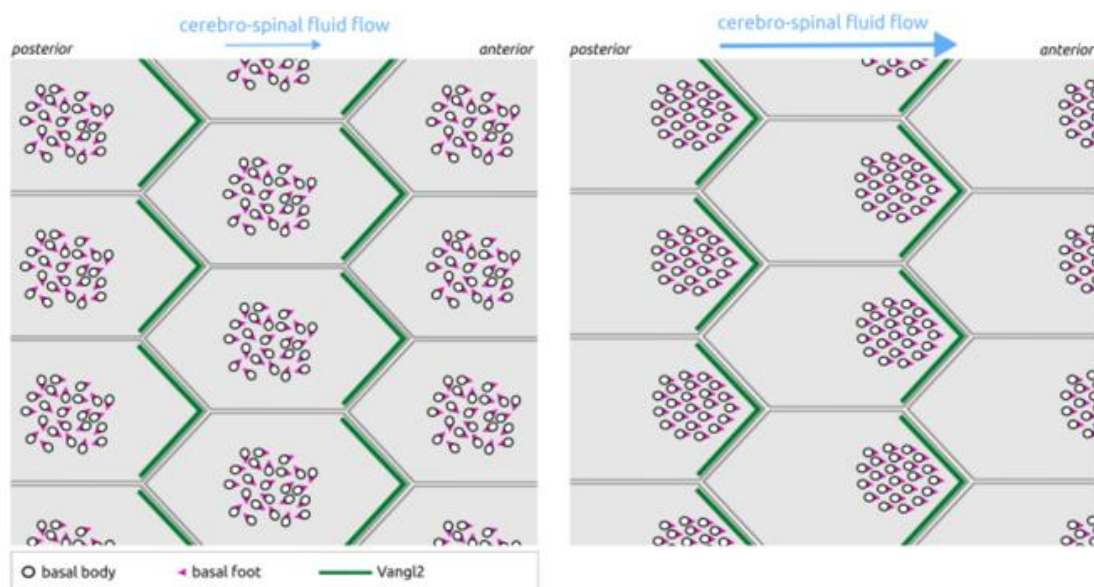 cerebro-spinal fluid flow
posterior
anterior
cerebro-spinal fluid flow
posterior
anterior
basal body
basal foot
Vangl2